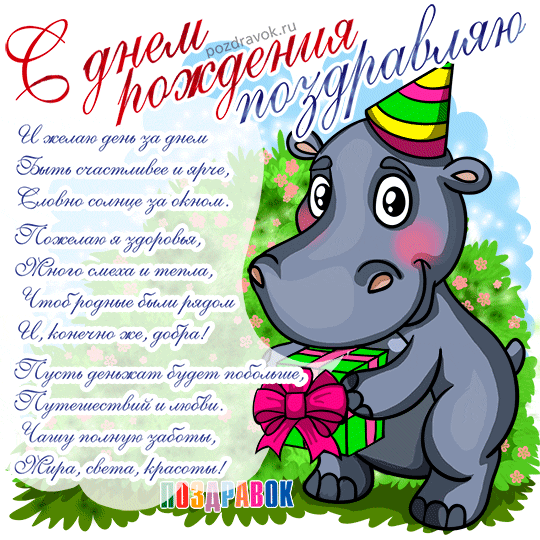 pozdravok.ru
С днем
рождения
поздравляю
И желаю день за днем
Быть счастливее и ярче,
Словно солнце за окном.
Пожелаю я здоровья,
Много смеха и тепла,
Чтоб родные были рядом
И, конечно же, добра!
Пусть деньжат будет побольше,
Путешествий и любви.
Чашу полную заботы,
Мира, света, красоты!
ПОЗДРАВОК